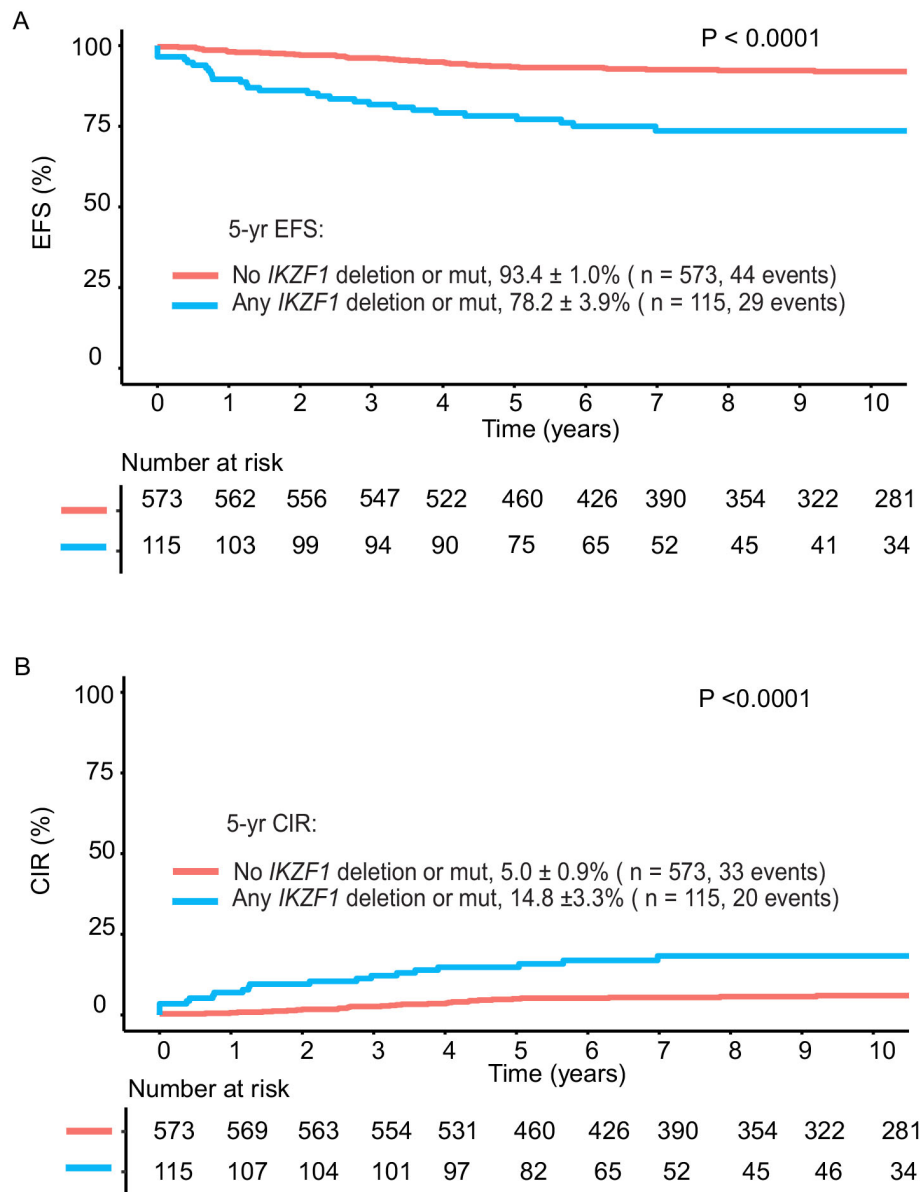 A
P < 0.0001
100
75
50
25
0
EFS (%)
5-yr EFS:
No IKZF1 deletion or mut, 93.4 ± 1.0% ( n = 573, 44 events)
Any IKZF1 deletion or mut, 78.2 ± 3.9% ( n = 115, 29 events)
0 1 2 3 4 5 6 7 8 9 10
Time (years)
Number at risk
573 562 556 547 522 460 426 390 354 322 281
115 103 99 94 90 75 65 52 45 41 34
B
P <0.0001
100
75
50
25
0
CIR (%)
5-yr CIR:
No IKZF1 deletion or mut, 5.0 ± 0.9% ( n = 573, 33 events)
Any IKZF1 deletion or mut, 14.8 ±3.3% ( n = 115, 20 events)
0 1 2 3 4 5 6 7 8 9 10
Time (years)
Number at risk
573 569 563 554 531 460 426 390 354 322 281
115 107 104 101 97 82 65 52 45 46 34